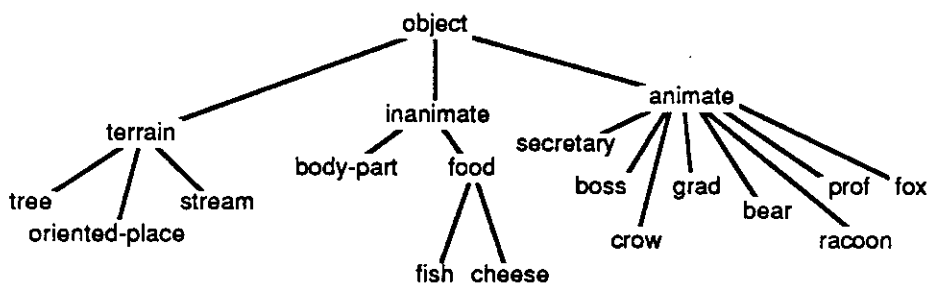 object
animate
inanimate
terrain
secretary
body-part
food
boss
grad
prof
fox
tree
stream
bear
oriented-place
crow
racoon
fish
cheese